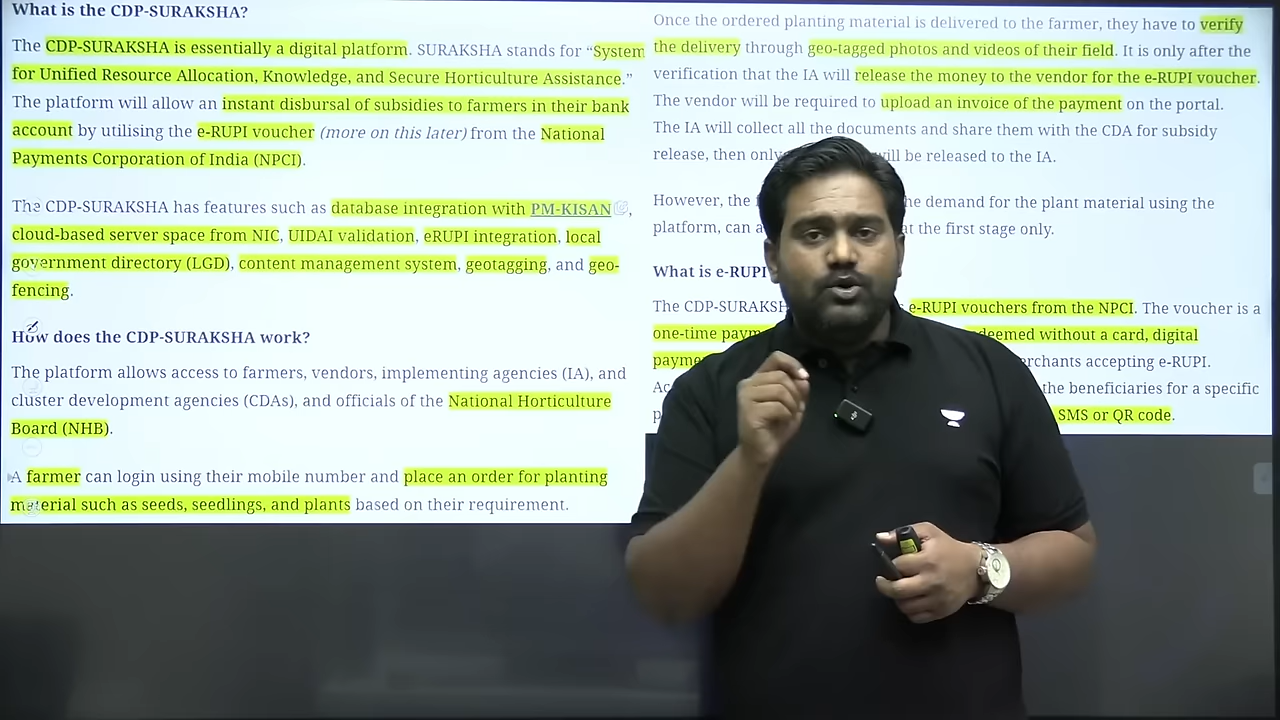 What is the CDP-SURAKSHA?
The CDP-SURAKSHA is essentially a digital platform. SURAKSHA stands for “System
for Unified Resource Allocation, Knowledge, and Secure Horticulture Assistance.”
The platform will allow an instant disbursal of subsidies to farmers in their bank
account by utilising the e-RUPI voucher (more on this later) from the National
Payments Corporation of India (NPCI).
The CDP-SURAKSHA has features such as database integration with PM-KISAN,
cloud-based server space from NIC, UIDAI validation, eRUPI integration, local
government directory (LGD), content management system, geotagging, and geo-
fencing.
How does the CDP-SURAKSHA work?
The platform allows access to farmers, vendors, implementing agencies (IA), and
cluster development agencies (CDAs), and officials of the National Horticulture
Board (NHB).
A farmer can login using their mobile number and place an order for planting
material such as seeds, seedlings, and plants based on their requirement.
Once the ordered planting material is delivered to the farmer, they have to verify
the delivery through geo-tagged photos and videos of their field. It is only after the
verification that the IA will release the money to the vendor for the e-RUPI voucher.
The vendor will be required to upload an invoice of the payment on the portal.
The IA will collect all the documents and share them with the CDA for subsidy
release, then only will be released to the IA.
However, the demand for the plant material using the
platform, can at the first stage only.
What is e-RUPI
The e-RUPI vouchers from the NPCI. The voucher is a
one-time without a card, digital
accepting e-RUPI.
the beneficiaries for a specific
SMS or QR code.